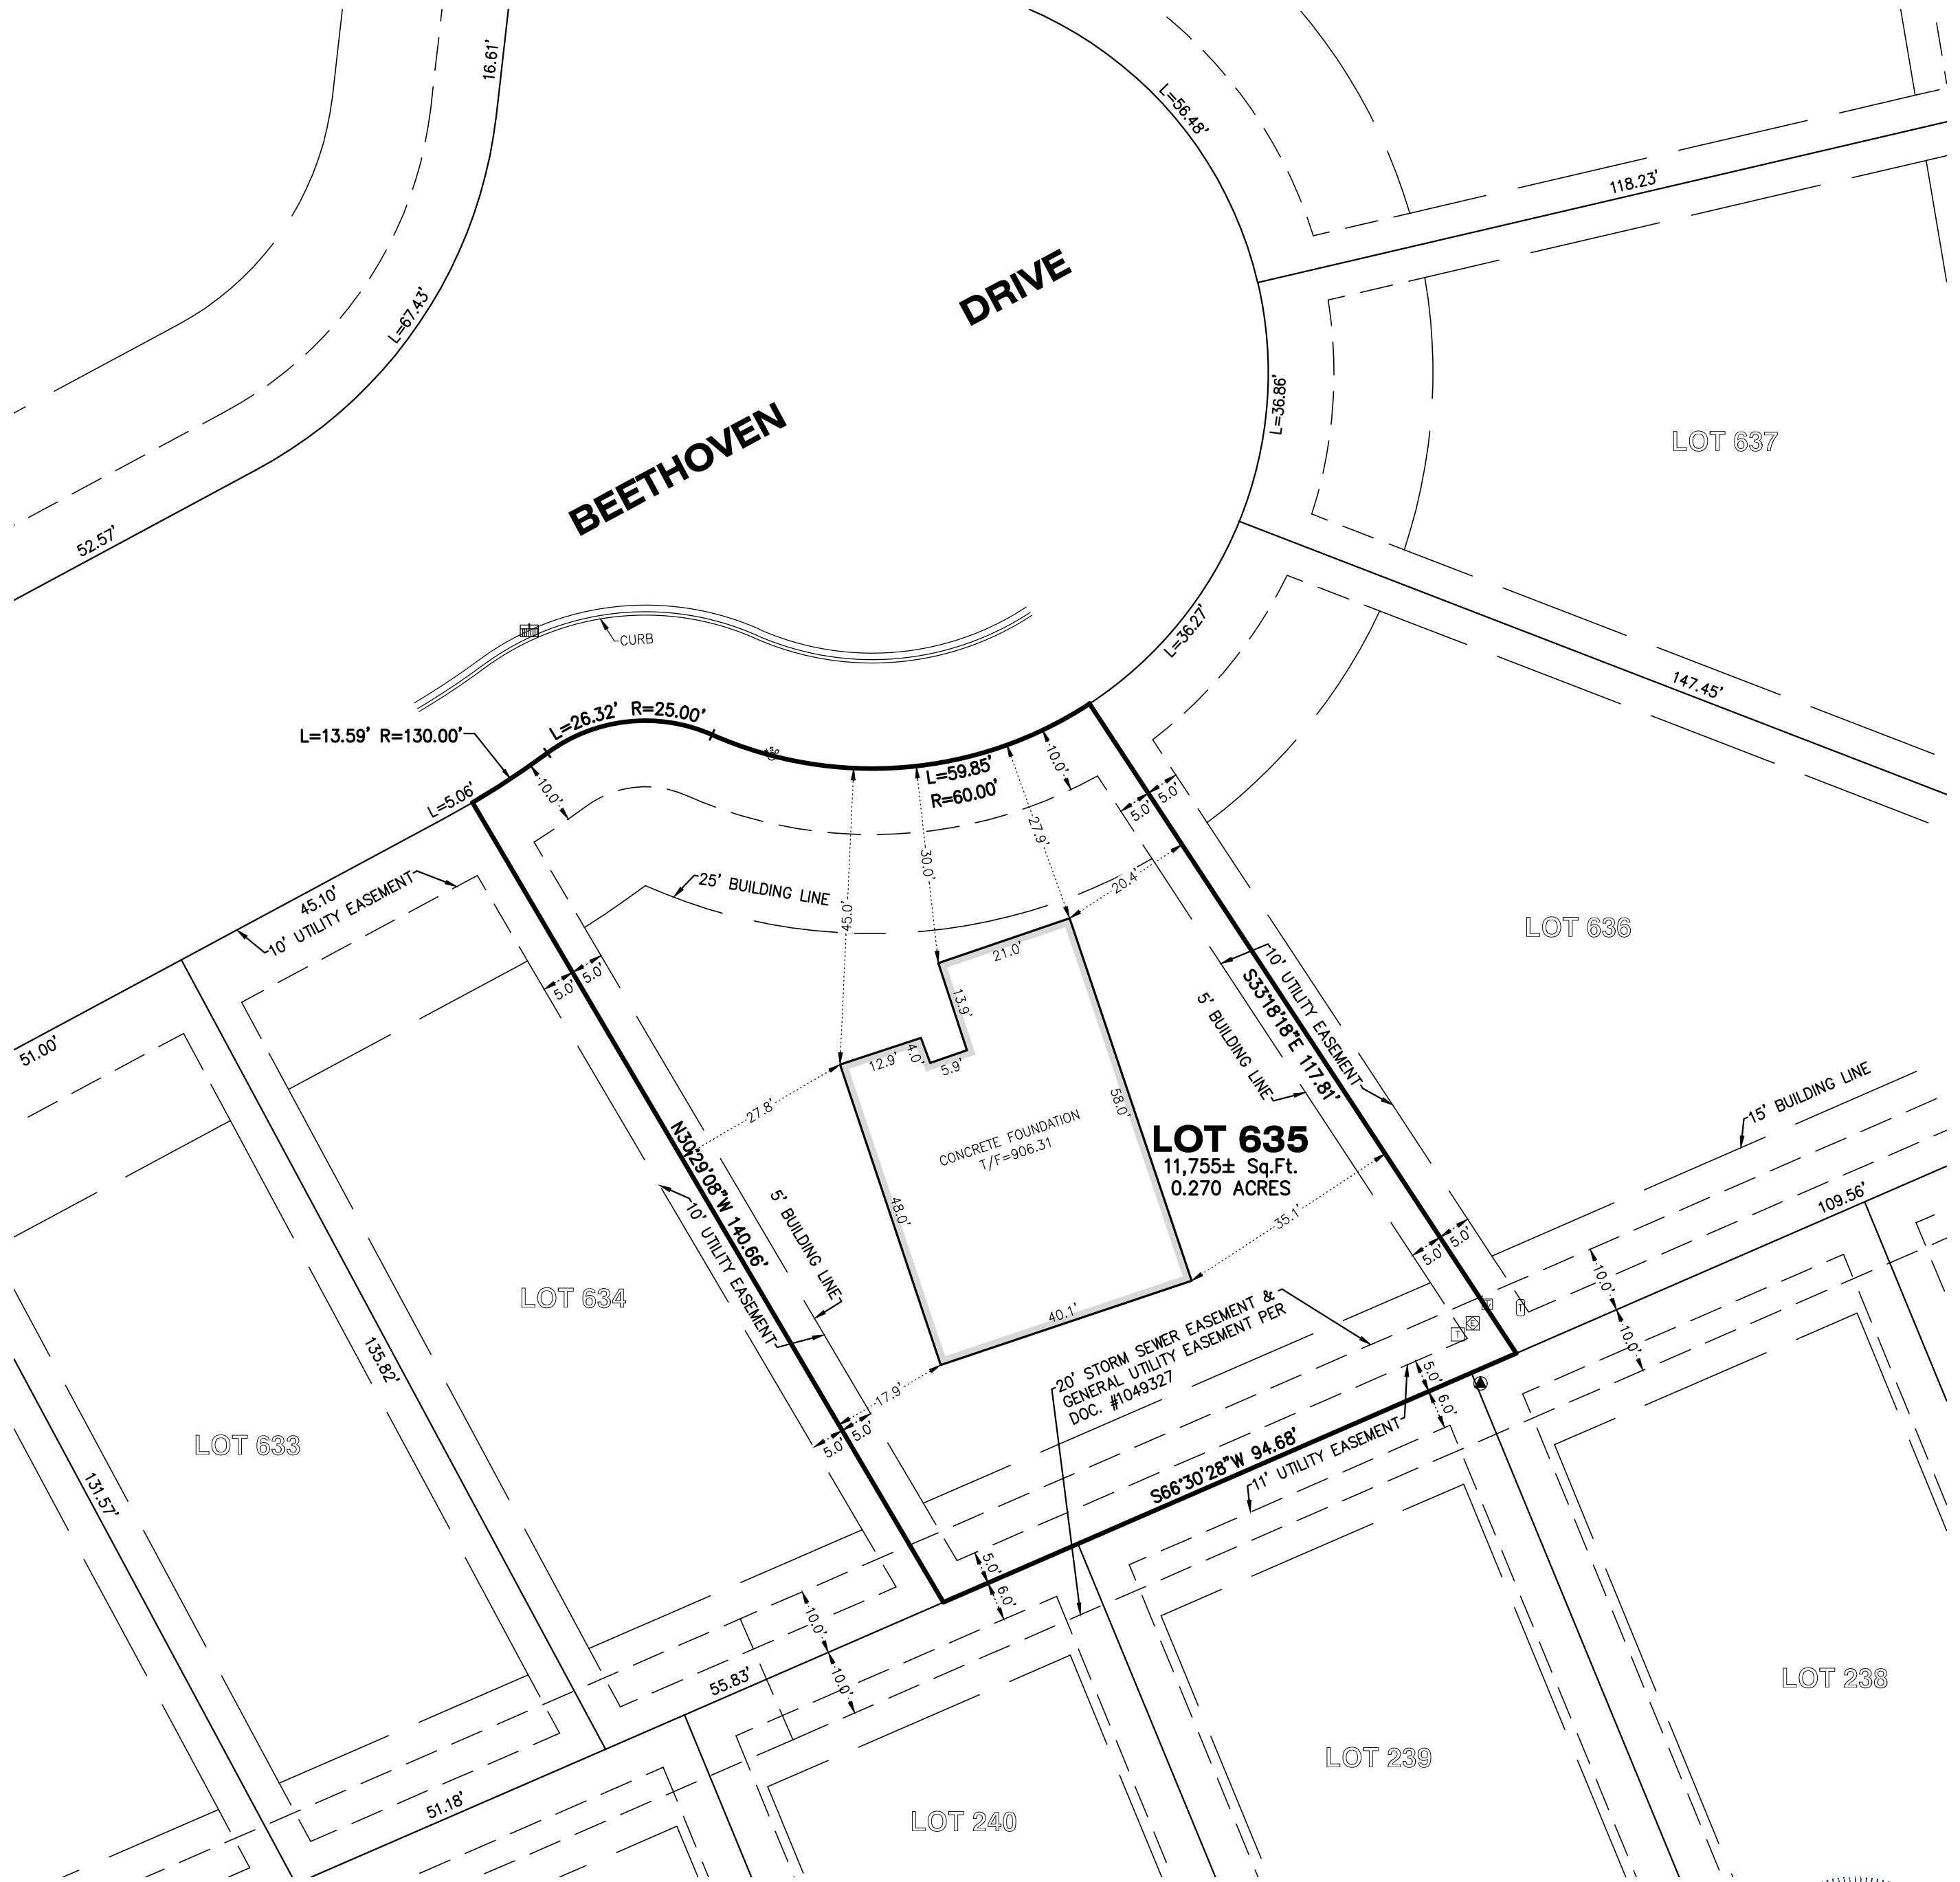 16.61'
L=56.48'
118.23'
DRIVE
L=67.43'
L=36.86'
LOT 637
BEETHOVEN
52.57'
L=36.27'
CURB
147.45'
L=26.32' R=25.00'
L=13.59' R=130.00'
L=59.85'
R=60.00'
10.0'
10.0'
L=5.06'
5.0'
5.0'
27.9'
30.0'
45.0'
20.4'
25' BUILDING LINE
45.10'
10' UTILITY EASEMENT
LOT 636
21.0'
5.0'
5.0'
13.9'
10' UTILITY EASEMENT
S33°18'18"E 117.81'
5' BUILDING LINE
51.00'
4.0'
12.9'
5.9'
27.8'
58.0'
15' BUILDING LINE
CONCRETE FOUNDATION
T/F=906.31
LOT 635
11,755± Sq.Ft.
0.270 ACRES
N30°29'08"W 140.66'
10' UTILITY EASEMENT
5' BUILDING LINE
48.0'
35.1'
109.56'
5.0'
5.0'
LOT 634
40.1'
10.0'
10.0'
T
E
T
20' STORM SEWER EASEMENT &
GENERAL UTILITY EASEMENT PER
DOC. #1049327
135.82'
17.9'
5.0'
5.0'
5.0'
6.0'
LOT 633
S66°30'28"W 94.68'
11' UTILITY EASEMENT
131.57'
5.0'
6.0'
10.0'
10.0'
55.83'
LOT 238
LOT 239
51.18'
LOT 240